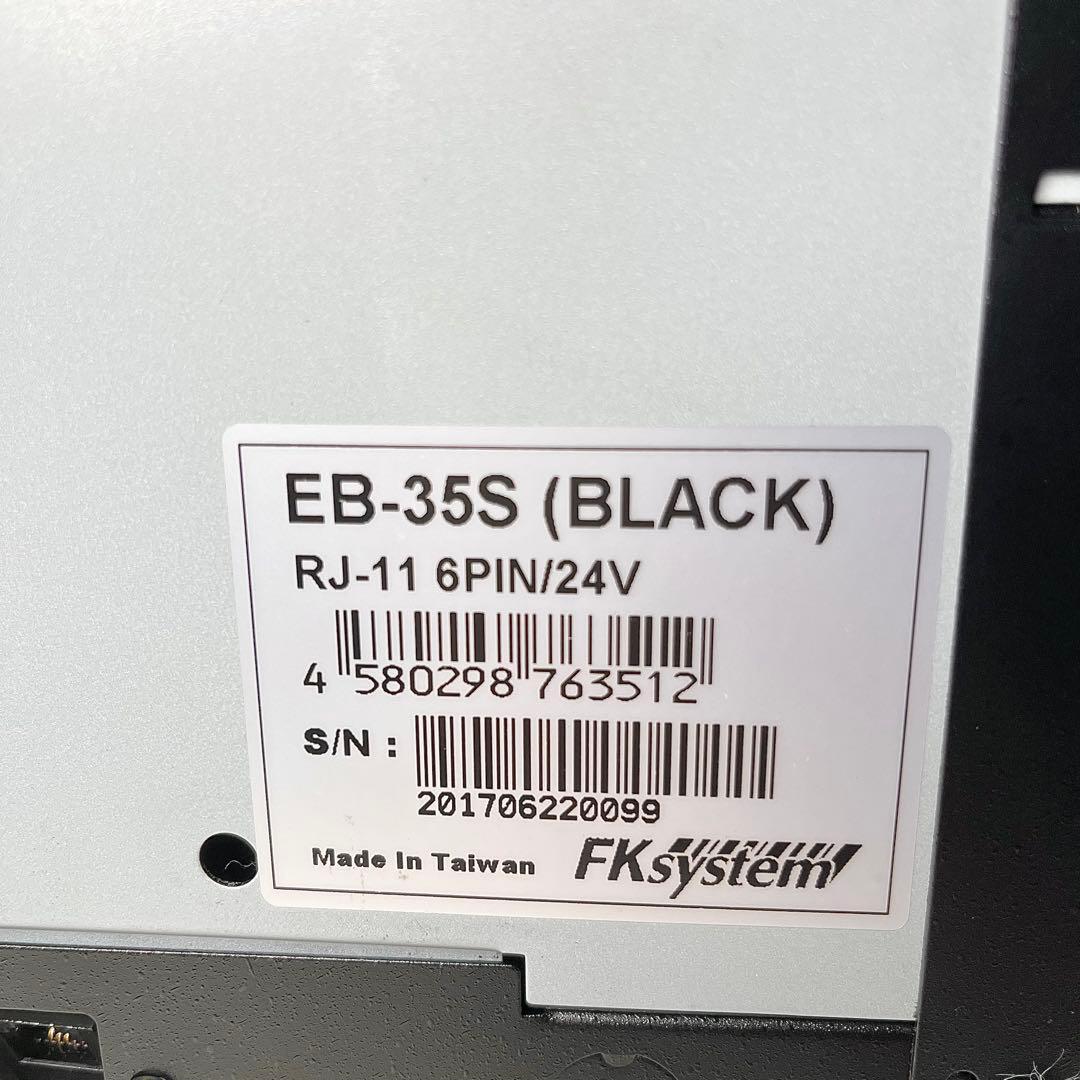 EB-35S (BLACK)
RJ-11 6PIN/24V
4 580298 763512
S/N :
201706220099
Made In Taiwan FKsystem